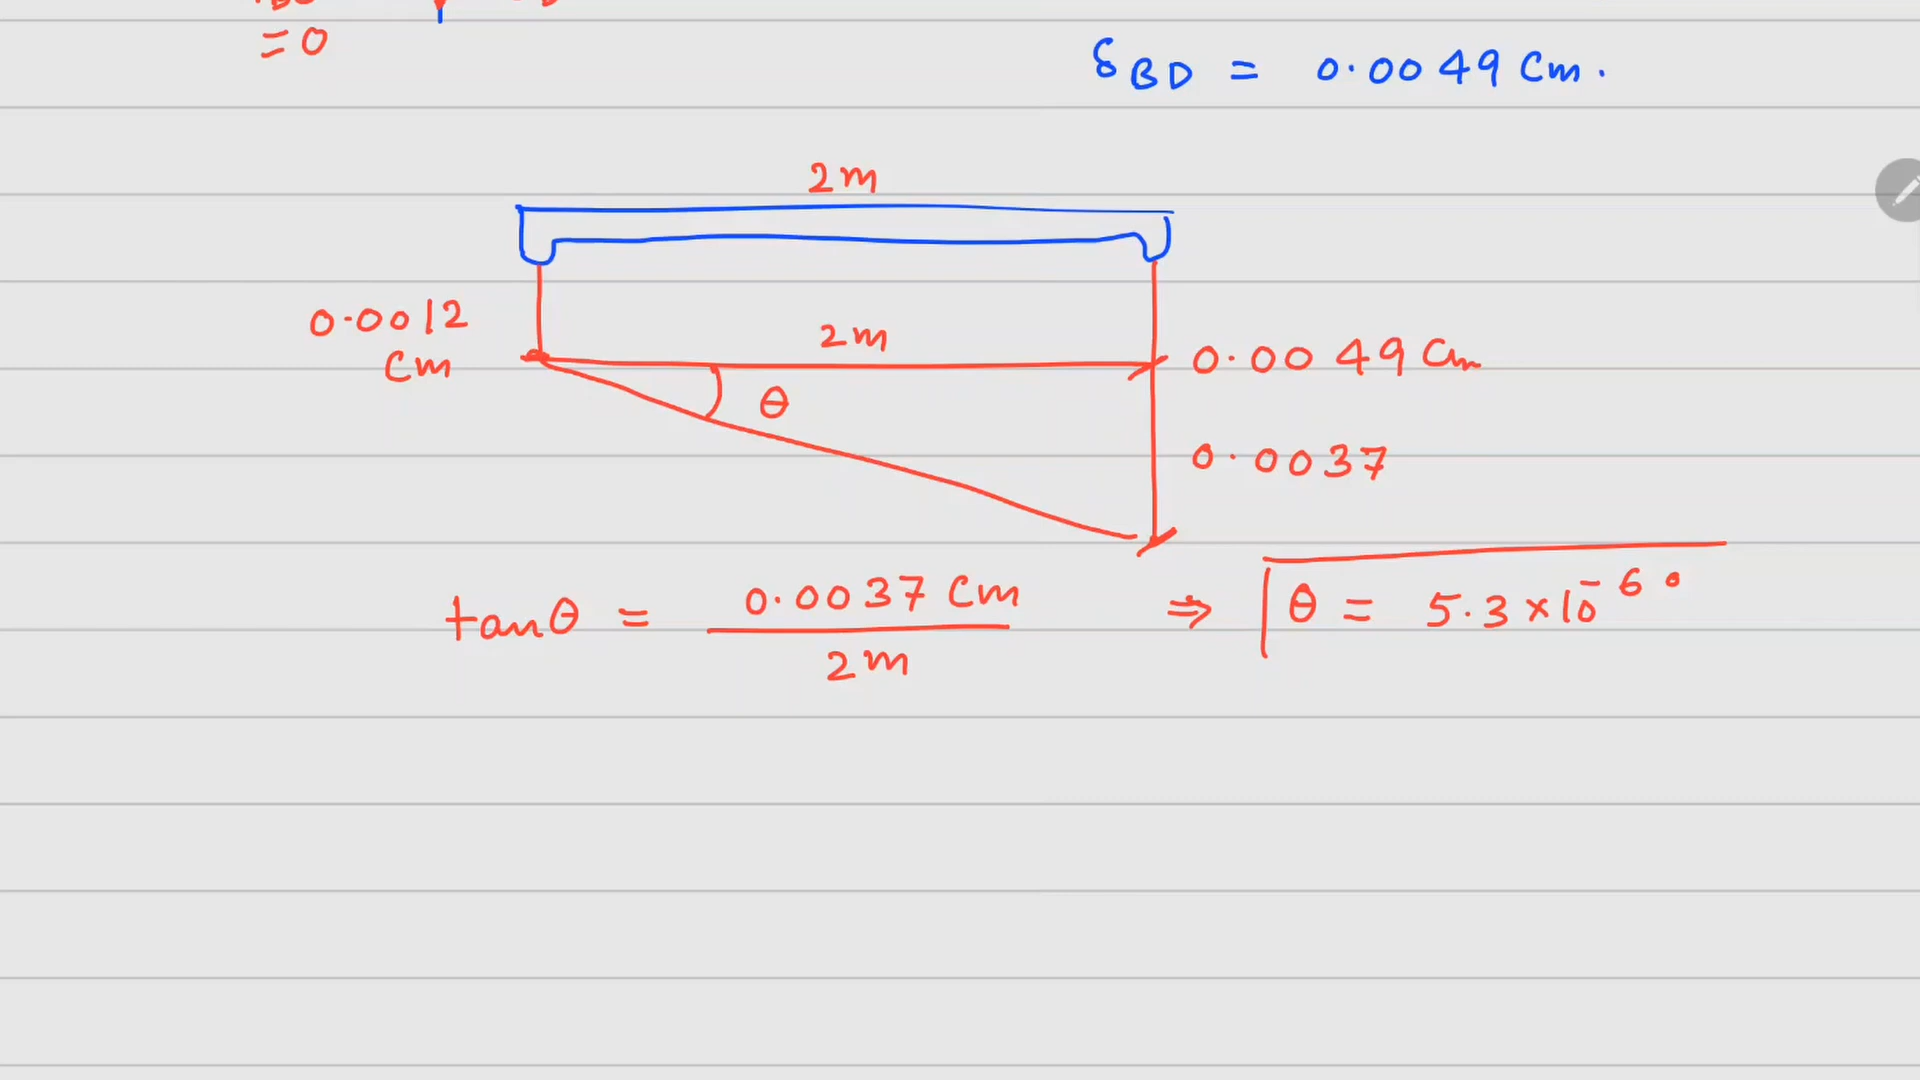 = 0
δBD = 0.0049 Cm.
2m
0.0012
Cm
2m
0.0049 Cm
θ
0.0037
tanθ = 0.0037 Cm / 2m ⇒ θ = 5.3 × 10⁻⁶ °